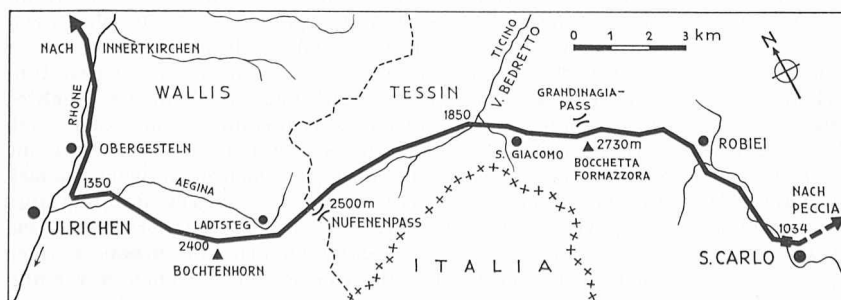 NACH
INNERTKIRCHEN
RHONE
WALLIS
OBERGESTELN
1350
AEGINA
ULRICHEN
LADTSTEG
2400
BOCHTENHORN
2500m
NUFENENPASS
TESSIN
TICINO
V. BEDRETTO
1850
S. GIACOMO
ITALIA
0 1 2 3 km
GRANDINAGIA-
PASS
2730m
BOCCHETTA
FORMAZZORA
ROBIEI
N
NACH
PECCIA
1034
S. CARLO